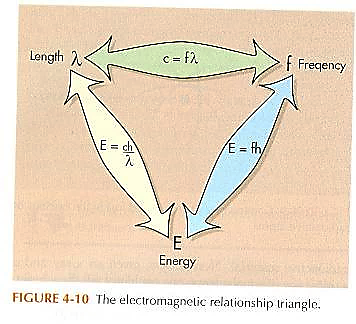 Length λ
c = fλ
f Freqency
E = ch/λ
E = fh
E
Energy
FIGURE 4-10 The electromagnetic relationship triangle.